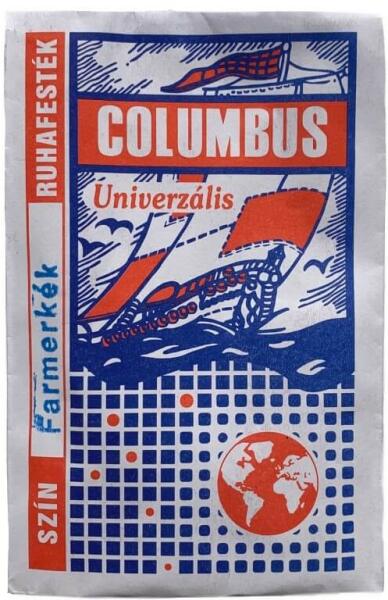 COLUMBUS
Univerzális
RUHAFESTÉK
Farmerkék
SZÍN